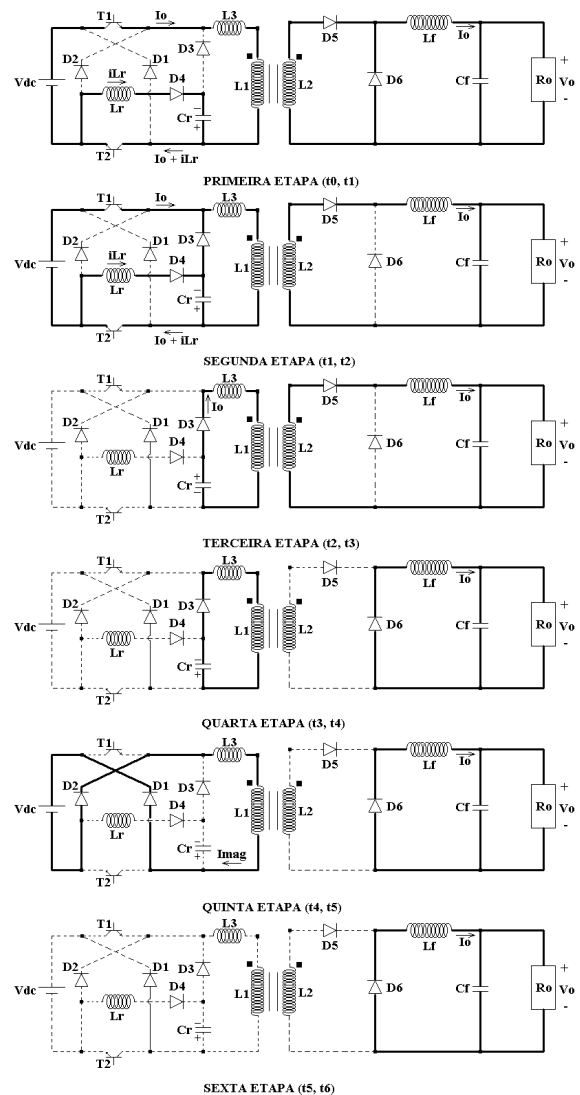 T1 Io L3 D5 Lf Io
D3 +
D2 D1
Vdc iLr D4 L1 L2 D6 Cf Ro Vo
Lr Cr − + -
T2 Io + iLr
PRIMEIRA ETAPA (t0, t1)
T1 Io L3 D5 Lf Io
D3 +
D2 D1
Vdc iLr D4 L1 L2 D6 Cf Ro Vo
Lr Cr − + -
T2 Io + iLr
SEGUNDA ETAPA (t1, t2)
T1 L3 D5 Lf Io
Io
D3 +
D2 D1
Vdc D4 L1 L2 D6 Cf Ro Vo
Lr Cr + − -
T2
TERCEIRA ETAPA (t2, t3)
T1 L3 D5 Lf Io
D3 +
D2 D1
Vdc D4 L1 L2 D6 Cf Ro Vo
Lr Cr − + -
T2
QUARTA ETAPA (t3, t4)
T1 L3 D5 Lf Io
D3 +
D2 D1
Vdc D4 L1 L2 D6 Cf Ro Vo
Lr Cr − + -
T2 Imag
QUINTA ETAPA (t4, t5)
T1 L3 D5 Lf Io
D3 +
D2 D1
Vdc D4 L1 L2 D6 Cf Ro Vo
Lr Cr − + -
T2
SEXTA ETAPA (t5, t6)